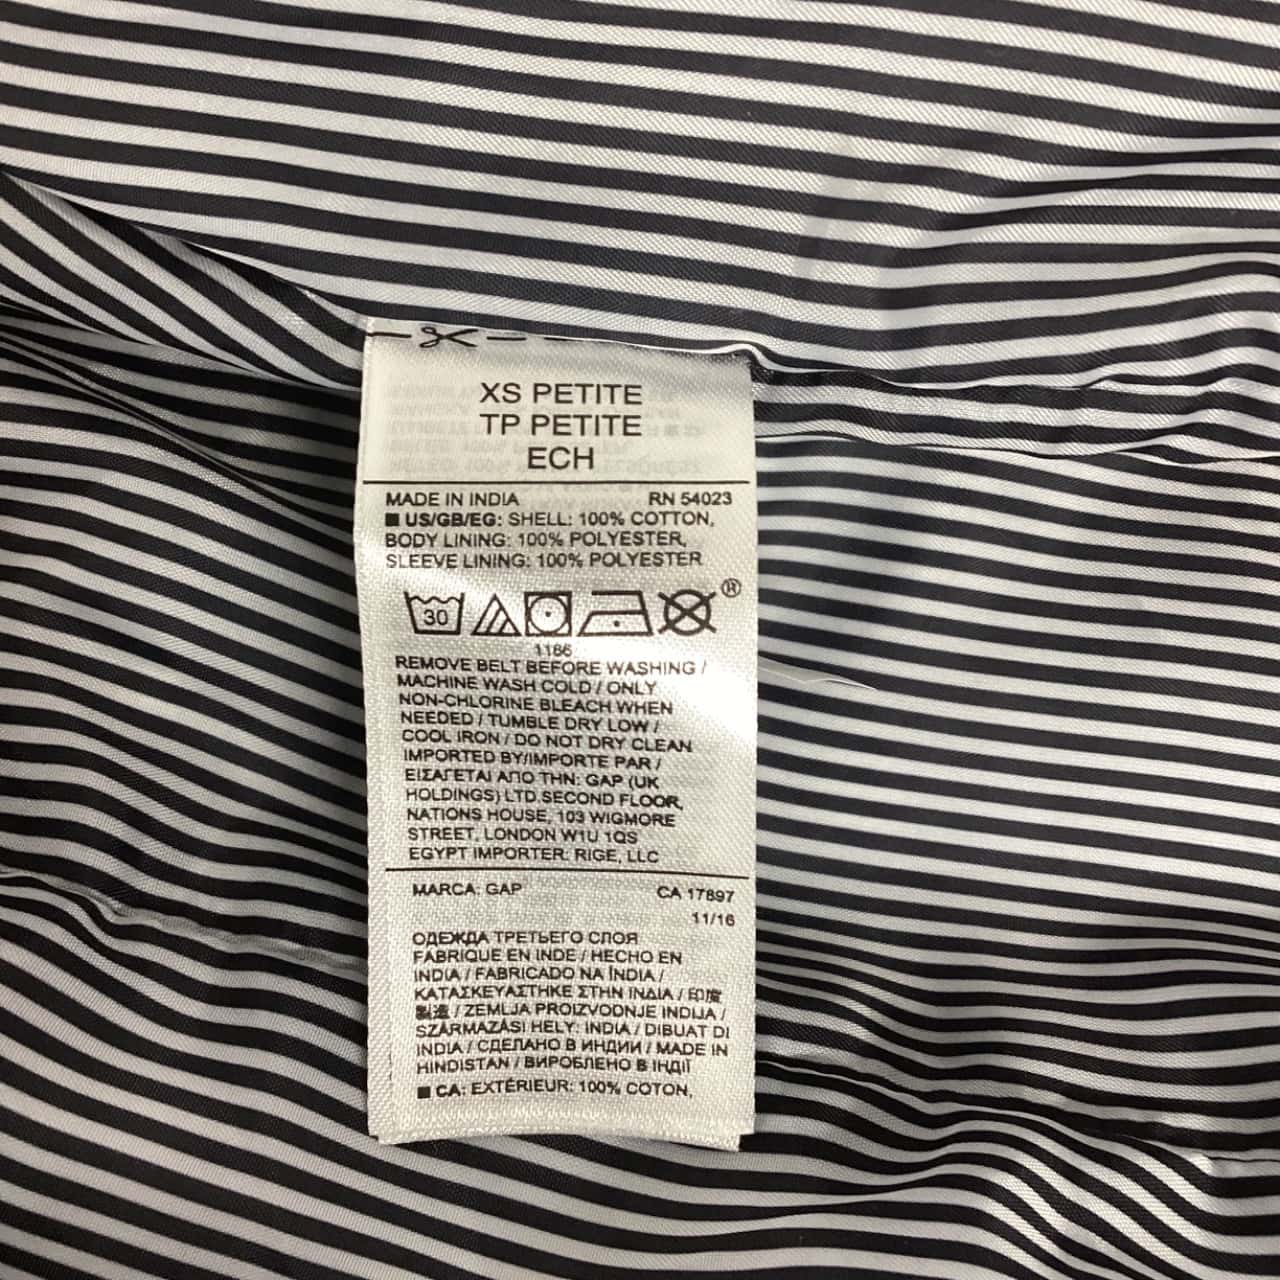 XS PETITE
TP PETITE
ECH
MADE IN INDIA RN 54023
■ US/GB/EG: SHELL: 100% COTTON,
BODY LINING: 100% POLYESTER,
SLEEVE LINING: 100% POLYESTER
30 ®
1186
REMOVE BELT BEFORE WASHING /
MACHINE WASH COLD / ONLY
NON-CHLORINE BLEACH WHEN
NEEDED / TUMBLE DRY LOW /
COOL IRON / DO NOT DRY CLEAN
IMPORTED BY/IMPORTE PAR /
ΕΙΣΑΓΕΤΑΙ ΑΠΟ ΤΗΝ: GAP (UK
HOLDINGS) LTD.SECOND FLOOR,
NATIONS HOUSE, 103 WIGMORE
STREET, LONDON W1U 1QS
EGYPT IMPORTER: RIGE, LLC
MARCA: GAP CA 17897
11/16
ОДЕЖДА ТРЕТЬЕГО СЛОЯ
FABRIQUE EN INDE / HECHO EN
INDIA / FABRICADO NA ÍNDIA /
ΚΑΤΑΣΚΕΥΑΣΤΗΚΕ ΣΤΗΝ ΙΝΔΙΑ / 印度
製造 / ZEMLJA PROIZVODNJE INDIJA /
SZÁRMAZÁSI HELY: INDIA / DIBUAT DI
INDIA / СДЕЛАНО В ИНДИИ / MADE IN
HINDISTAN / ВИРОБЛЕНО В ІНДІЇ
■ CA: EXTÉRIEUR: 100% COTON,